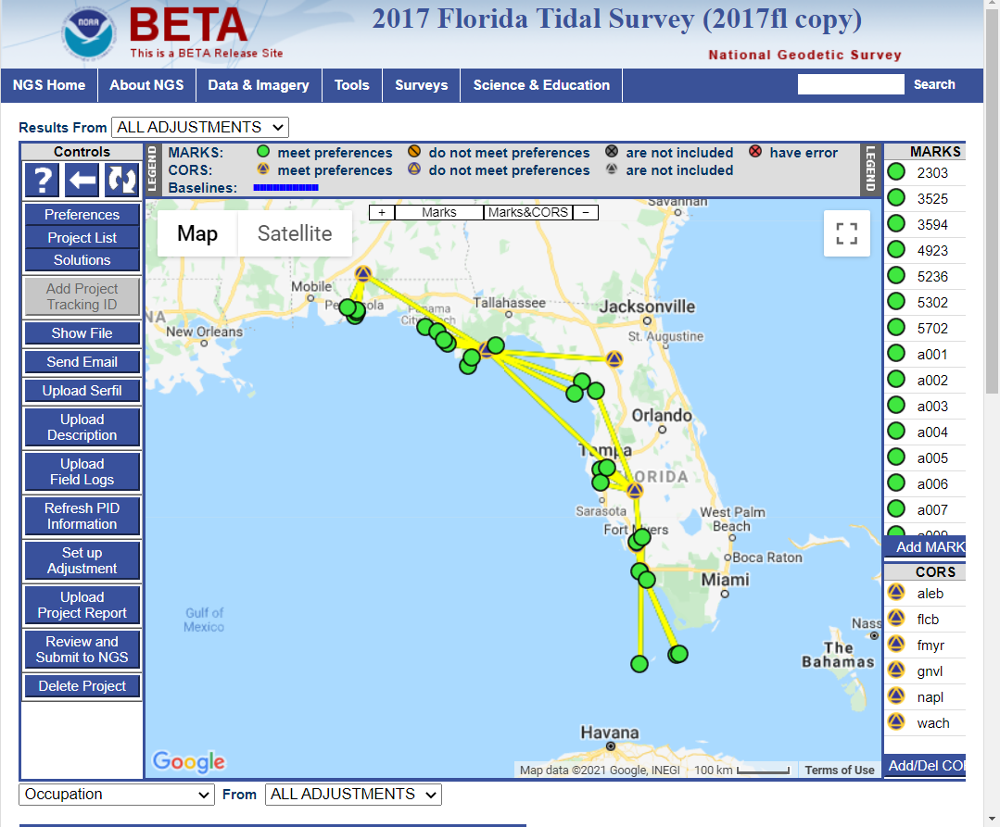 NOAA
BETA
This is a BETA Release Site
2017 Florida Tidal Survey (2017fl copy)
National Geodetic Survey
NGS Home About NGS Data & Imagery Tools Surveys Science & Education Search
Results From ALL ADJUSTMENTS
Controls
?
Preferences
Project List
Solutions
Add Project
Tracking ID
Show File
Send Email
Upload Serfil
Upload
Description
Upload
Field Logs
Refresh PID
Information
Set up
Adjustment
Upload
Project Report
Review and
Submit to NGS
Delete Project
LEGEND
MARKS: meet preferences do not meet preferences are not included have error
CORS: meet preferences do not meet preferences are not included
Baselines:
LEGEND
+ Marks Marks&CORS −
Map Satellite
Savannah
Mobile
Tallahassee
Jacksonville
Panama
City Beach
St. Augustine
New Orleans
Orlando
Tampa
FLORIDA
Sarasota
Fort Myers
West Palm
Beach
Boca Raton
Miami
Gulf of
Mexico
Nass
The
Bahamas
Havana
Google
Map data ©2021 Google, INEGI 100 km Terms of Use
MARKS
2303
3525
3594
4923
5236
5302
5702
a001
a002
a003
a004
a005
a006
a007
a009
Add MARK
CORS
aleb
flcb
fmyr
gnvl
napl
wach
Add/Del CO
Occupation From ALL ADJUSTMENTS